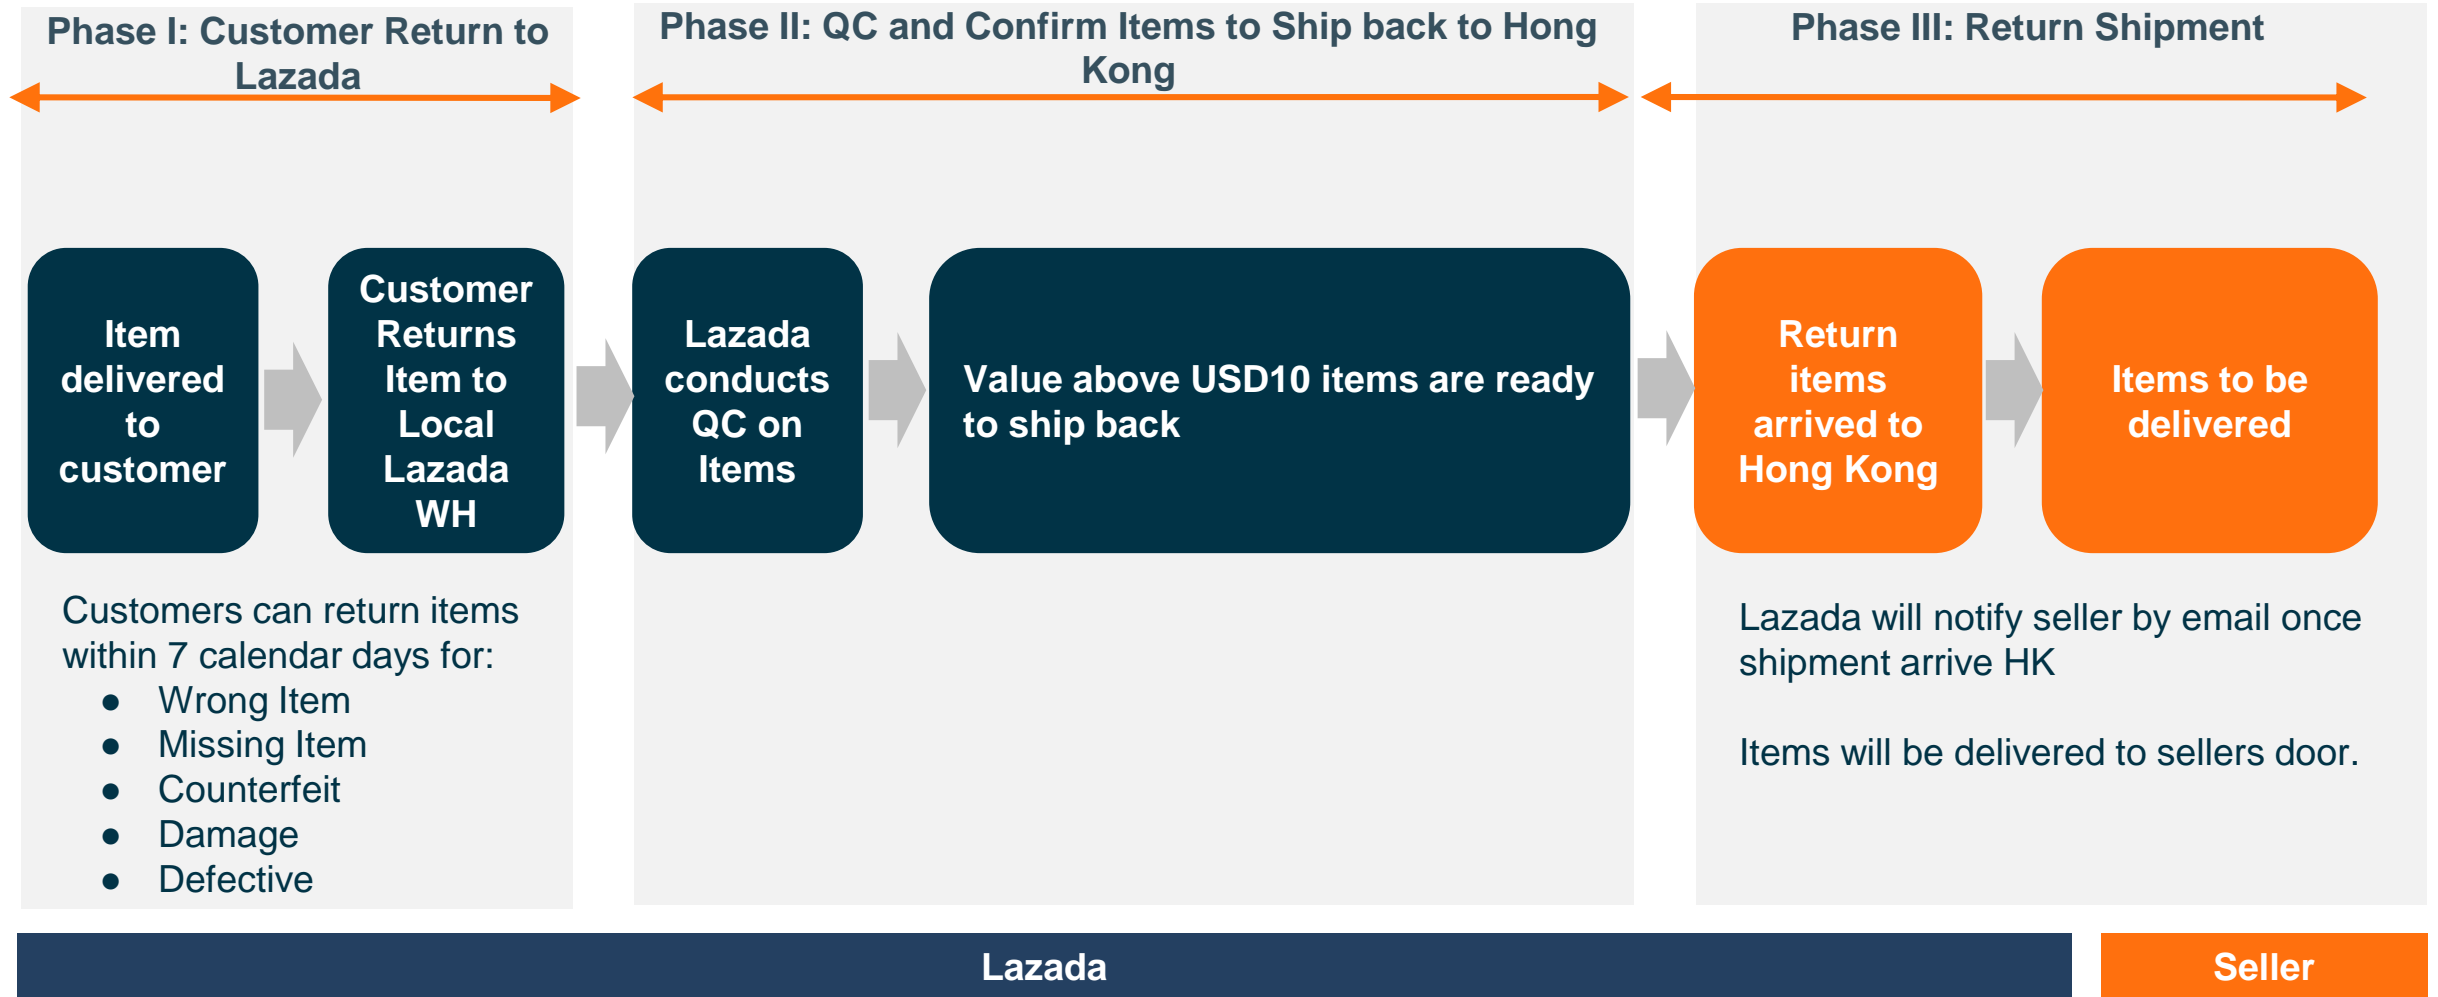 Phase I: Customer Return to
Lazada
Phase II: QC and Confirm Items to Ship back to Hong
Kong
Phase III: Return Shipment
Item
delivered
to
customer
Customer
Returns
Item to
Local
Lazada
WH
Lazada
conducts
QC on
Items
Value above USD10 items are ready
to ship back
Return
items
arrived to
Hong Kong
Items to be
delivered
Customers can return items
within 7 calendar days for:
● Wrong Item
● Missing Item
● Counterfeit
● Damage
● Defective
Lazada will notify seller by email once
shipment arrive HK
Items will be delivered to sellers door.
Lazada
Seller